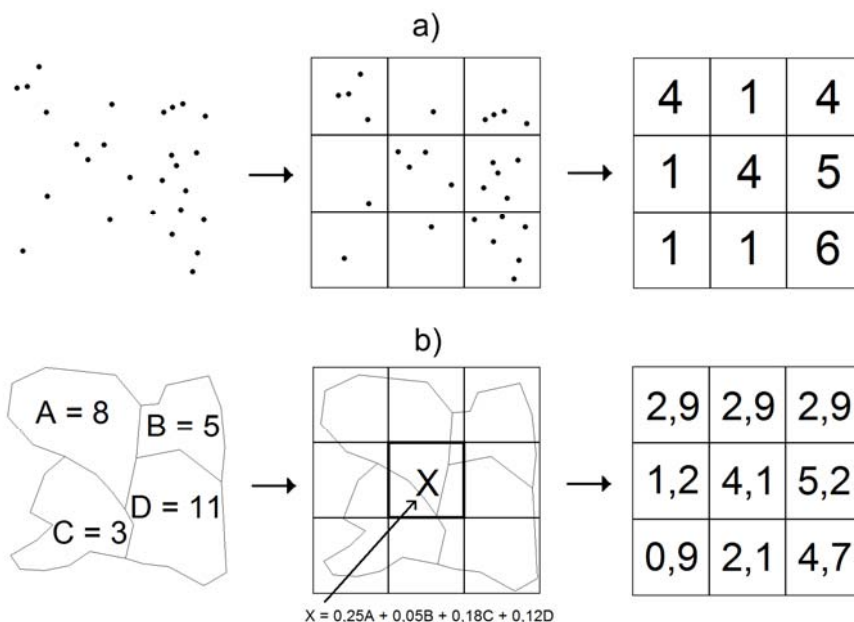 a)
4 1 4
1 4 5
1 1 6
b)
A = 8
B = 5
D = 11
C = 3
X
2,9 2,9 2,9
1,2 4,1 5,2
0,9 2,1 4,7
X = 0.25A + 0.05B + 0.18C + 0.12D